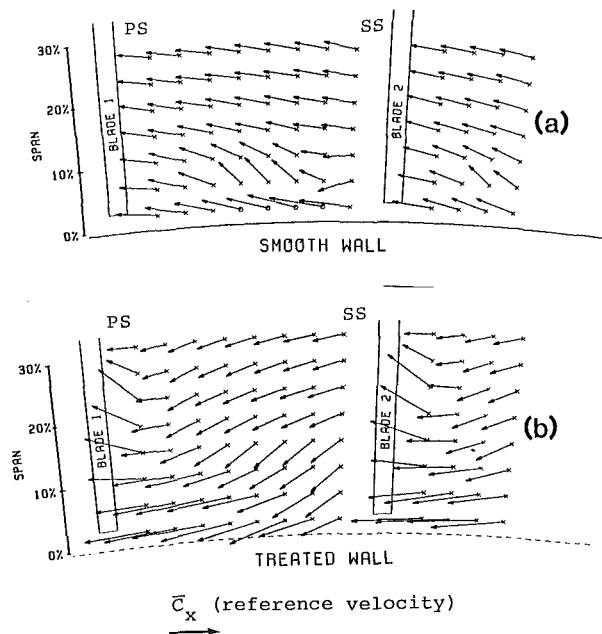 PS
SS
30%
20%
10%
0%
SPAN
BLADE 1
BLADE 2
(a)
SMOOTH WALL
PS
SS
30%
20%
10%
0%
SPAN
BLADE 1
BLADE 2
(b)
TREATED WALL
C̅x (reference velocity)